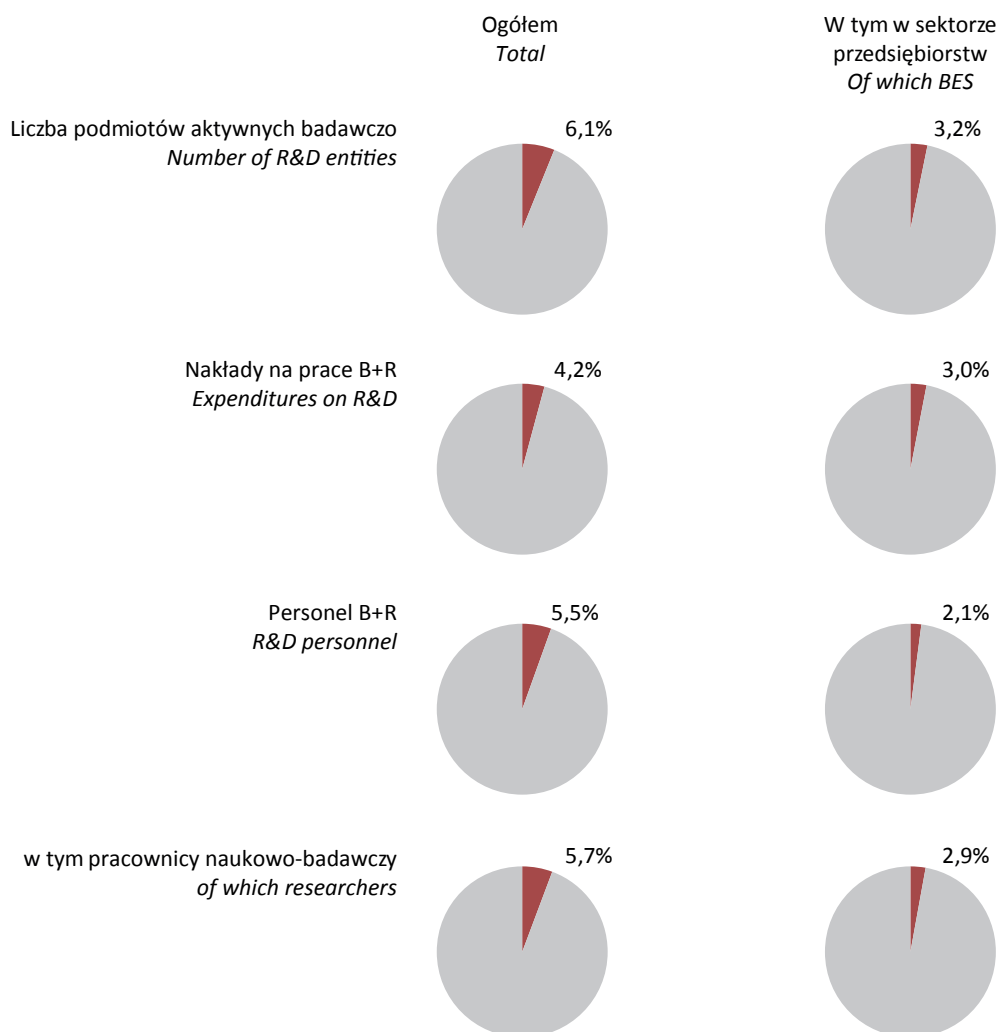 Ogółem
Total
W tym w sektorze
przedsiębiorstw
Of which BES
Liczba podmiotów aktywnych badawczo
Number of R&D entities
6,1%
3,2%
Nakłady na prace B+R
Expenditures on R&D
4,2%
3,0%
Personel B+R
R&D personnel
5,5%
2,1%
w tym pracownicy naukowo-badawczy
of which researchers
5,7%
2,9%